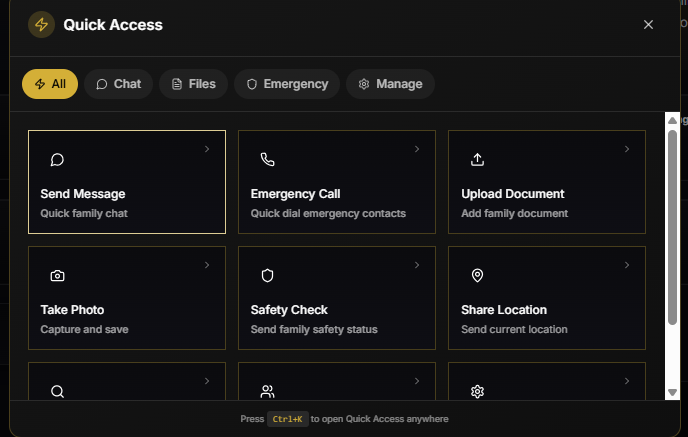 Quick Access
All
Chat
Files
Emergency
Manage
Send Message
Quick family chat
Emergency Call
Quick dial emergency contacts
Upload Document
Add family document
Take Photo
Capture and save
Safety Check
Send family safety status
Share Location
Send current location
Press Ctrl+K to open Quick Access anywhere